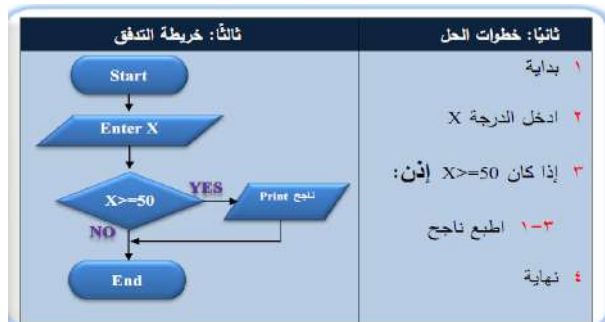 ثانيًا: خطوات الحل
١ بداية
٢ ادخل الدرجة X
٣ إذا كان X>=50 إذن:
٣-١ اطبع ناجح
٤ نهاية
ثالثًا: خريطة التدفق
Start
Enter X
X>=50
YES
Print ناجح
NO
End